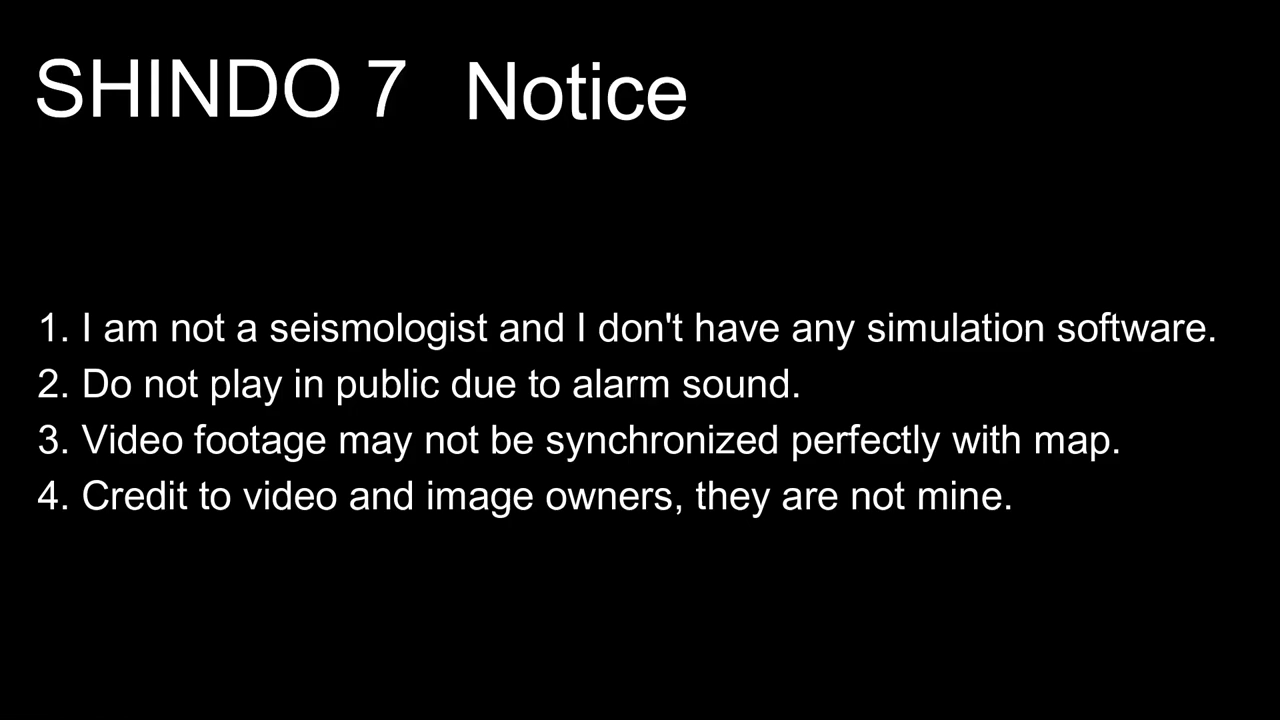 SHINDO 7 Notice
1. I am not a seismologist and I don't have any simulation software.
2. Do not play in public due to alarm sound.
3. Video footage may not be synchronized perfectly with map.
4. Credit to video and image owners, they are not mine.